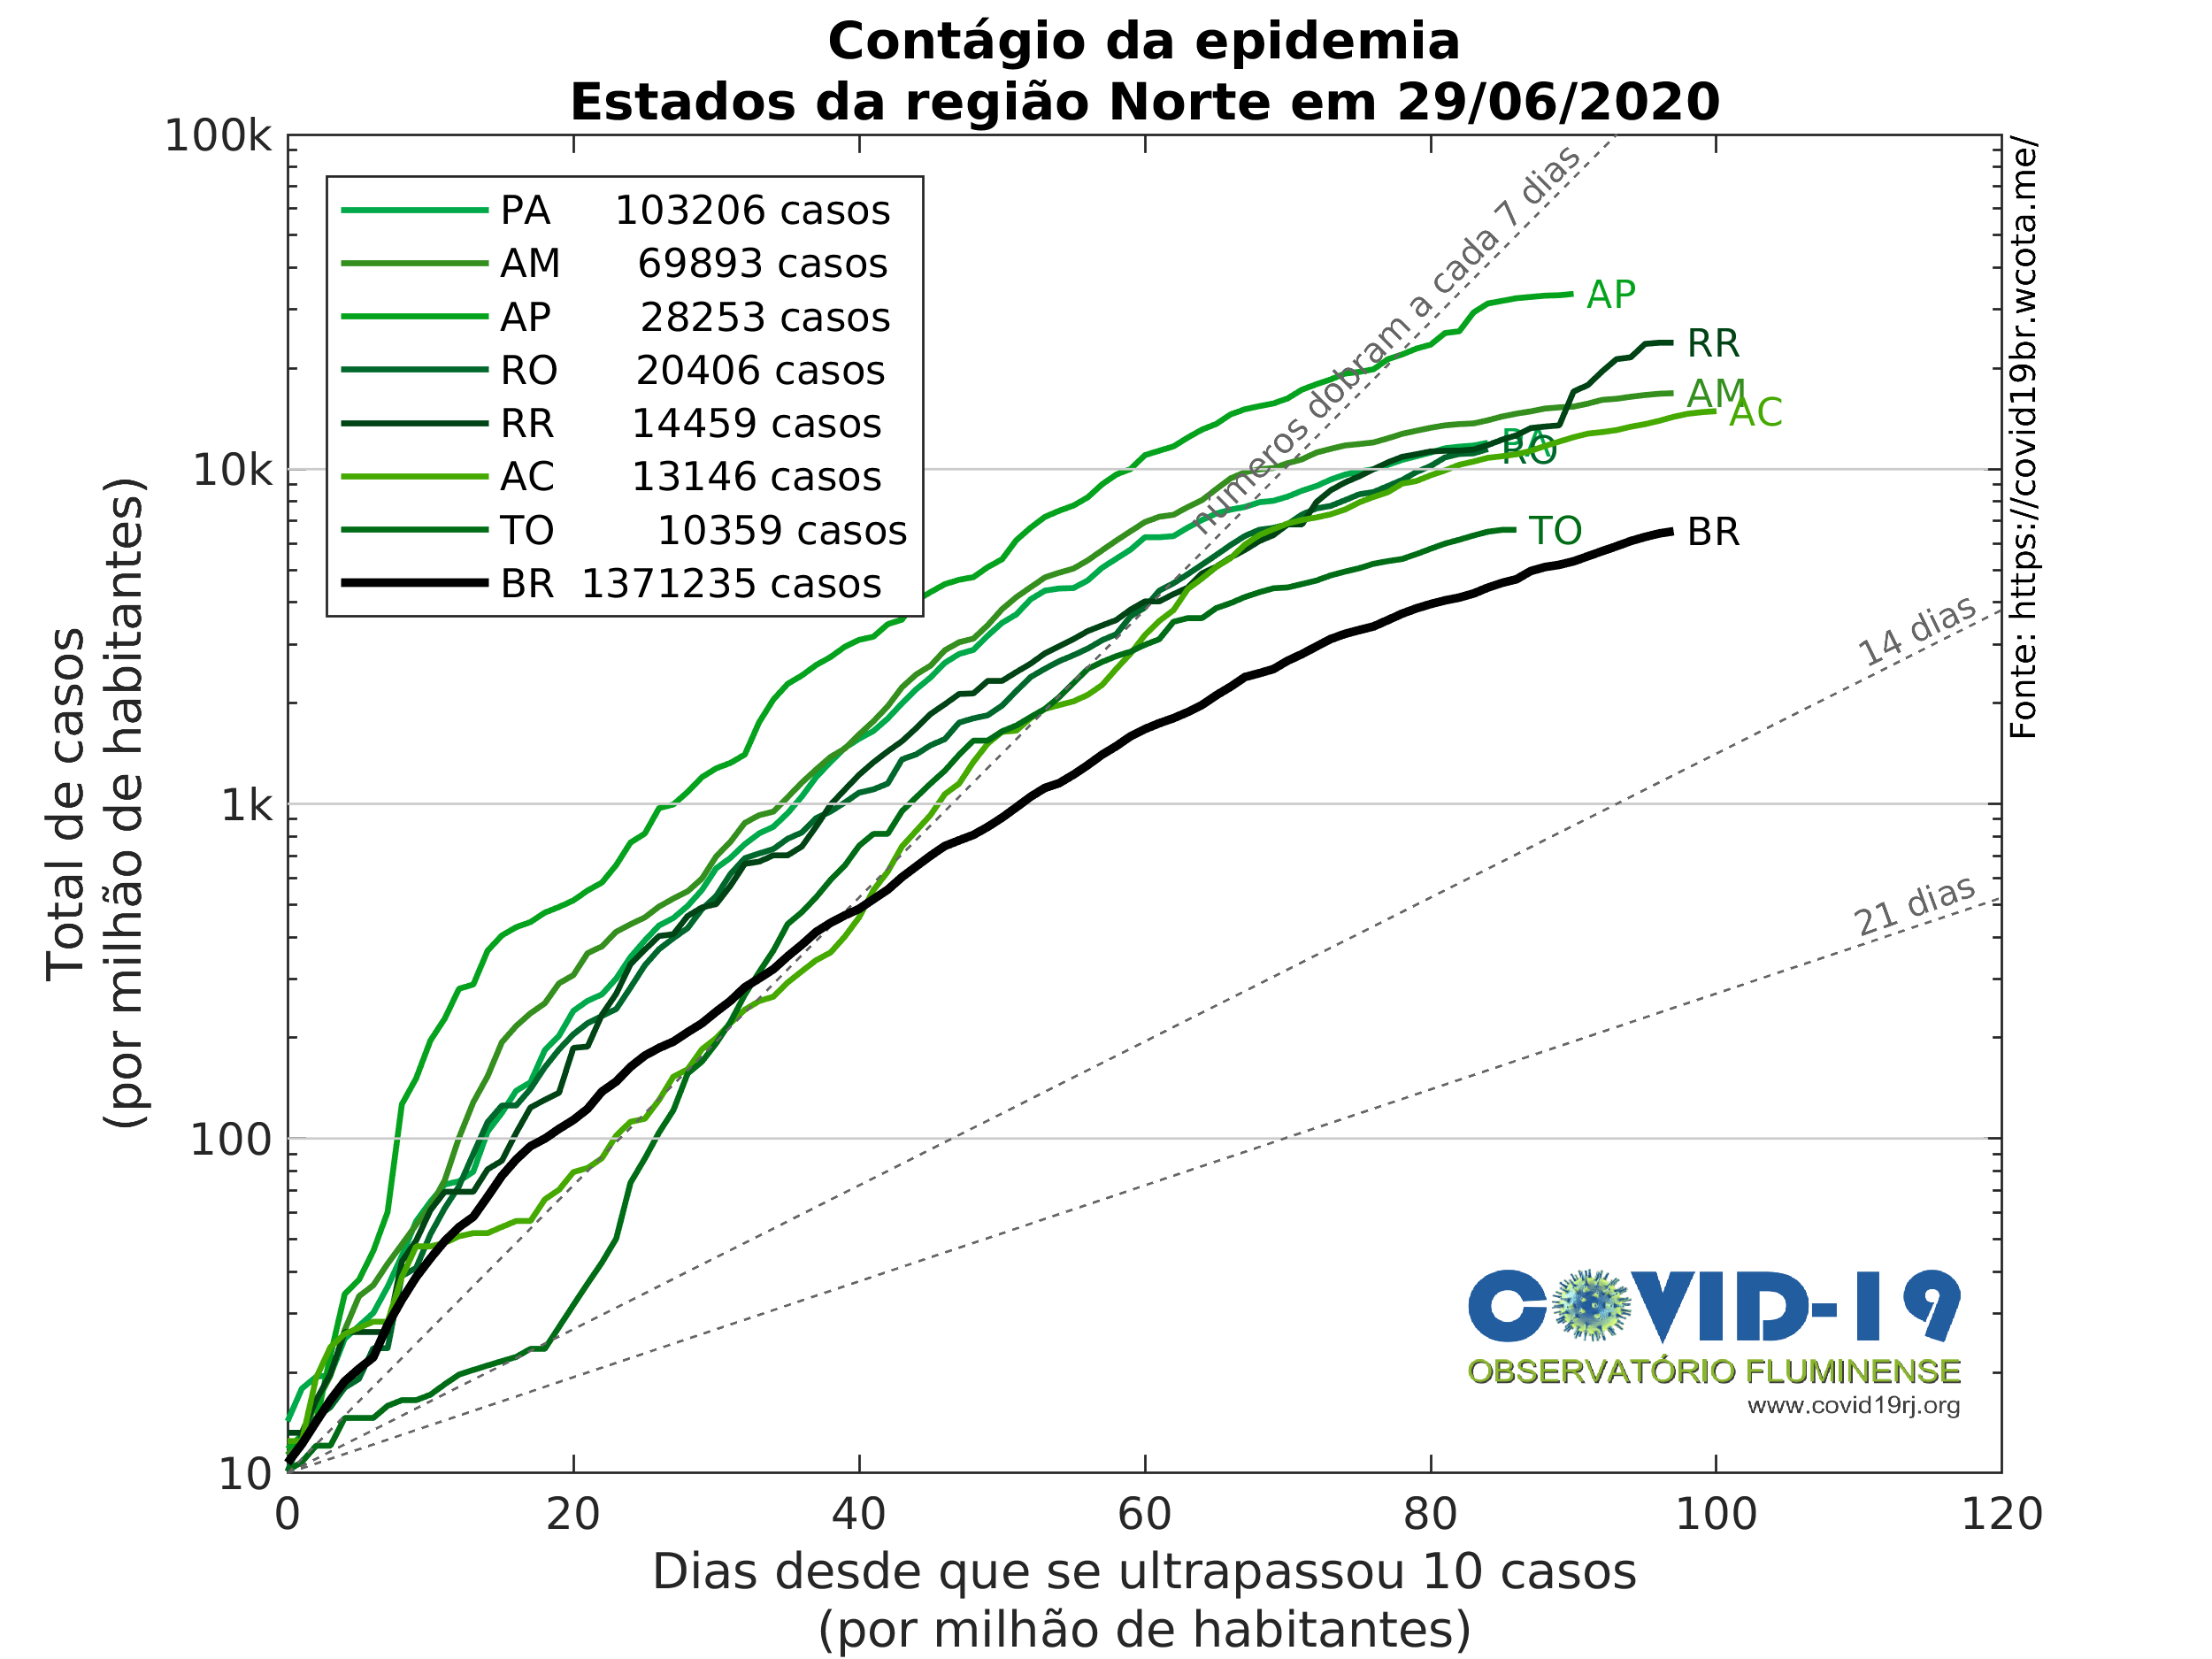 Contágio da epidemia
Estados da região Norte em 29/06/2020
100k
10k
1k
100
10
Total de casos
(por milhão de habitantes)
PA 103206 casos
AM 69893 casos
AP 28253 casos
RO 20406 casos
RR 14459 casos
AC 13146 casos
TO 10359 casos
BR 1371235 casos
números dobram a cada 7 dias
14 dias
21 dias
AP
RR
AM
AC
PA
RO
TO
BR
Fonte: https://covid19br.wcota.me/
COVID-19
OBSERVATÓRIO FLUMINENSE
www.covid19rj.org
0 20 40 60 80 100 120
Dias desde que se ultrapassou 10 casos
(por milhão de habitantes)